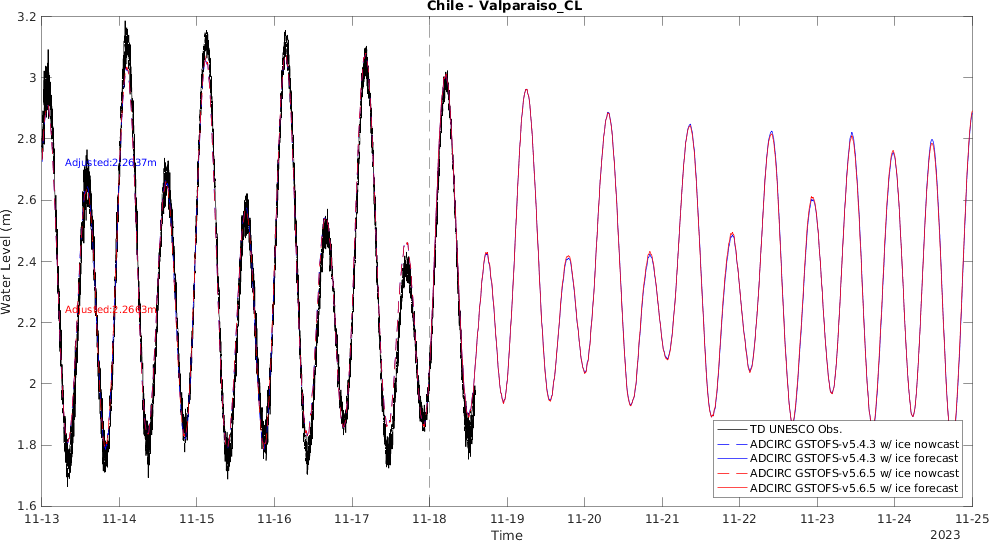 Chile - Valparaiso_CL
3.2
3
2.8
2.6
2.4
2.2
2
1.8
1.6
Water Level (m)
Adjusted:2.2637m
Adjusted:2.2663m
TD UNESCO Obs.
ADCIRC GSTOFS-v5.4.3 w/ ice nowcast
ADCIRC GSTOFS-v5.4.3 w/ ice forecast
ADCIRC GSTOFS-v5.6.5 w/ ice nowcast
ADCIRC GSTOFS-v5.6.5 w/ ice forecast
11-13 11-14 11-15 11-16 11-17 11-18 11-19 11-20 11-21 11-22 11-23 11-24 11-25
Time
2023